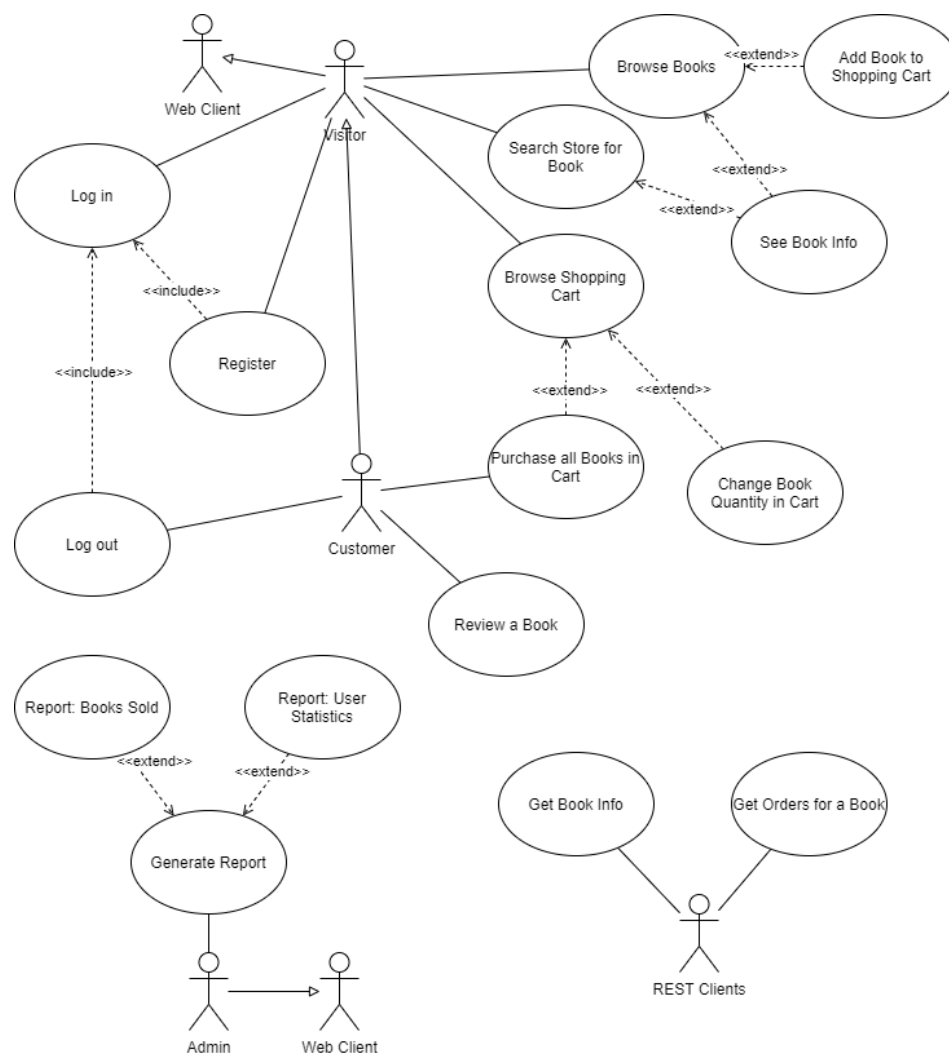 Browse Books
<<extend>>
Add Book to
Shopping Cart
Web Client
Visitor
Search Store for
Book
<<extend>>
Log in
<<extend>>
See Book Info
Browse Shopping
Cart
<<include>>
Register
<<include>>
<<extend>>
<<extend>>
Purchase all Books in
Cart
Change Book
Quantity in Cart
Log out
Customer
Review a Book
Report: Books Sold
Report: User
Statistics
<<extend>>
<<extend>>
Get Book Info
Get Orders for a Book
Generate Report
REST Clients
Admin
Web Client